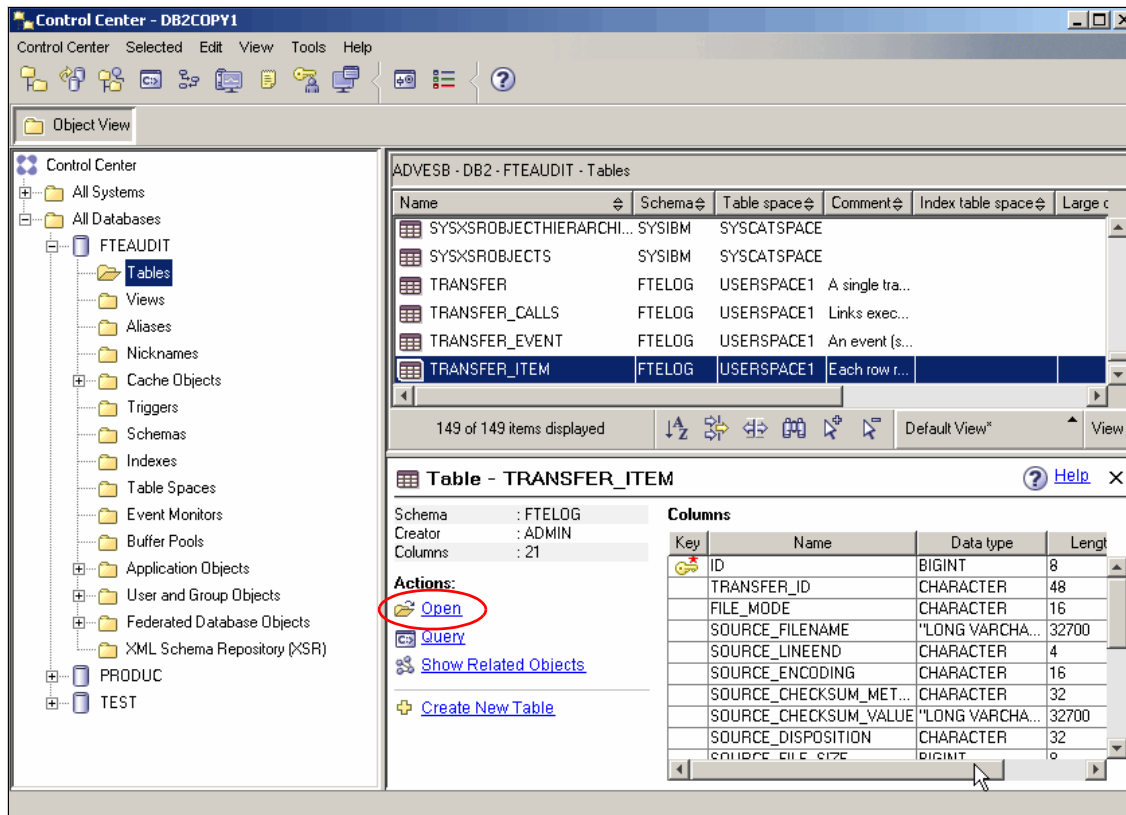 Control Center - DB2COPY1
Control Center Selected Edit View Tools Help
Object View
Control Center
All Systems
All Databases
FTEAUDIT
Tables
Views
Aliases
Nicknames
Cache Objects
Triggers
Schemas
Indexes
Table Spaces
Event Monitors
Buffer Pools
Application Objects
User and Group Objects
Federated Database Objects
XML Schema Repository (XSR)
PRODUC
TEST
ADVESB - DB2 - FTEAUDIT - Tables
Name Schema Table space Comment Index table space Large c
SYSXSROBJECTHIERARCHI... SYSIBM SYSCATSPACE
SYSXSROBJECTS SYSIBM SYSCATSPACE
TRANSFER FTELOG USERSPACE1 A single tra...
TRANSFER_CALLS FTELOG USERSPACE1 Links exec...
TRANSFER_EVENT FTELOG USERSPACE1 An event (s...
TRANSFER_ITEM FTELOG USERSPACE1 Each row r...
149 of 149 items displayed Default View* View
Table - TRANSFER_ITEM Help
Schema : FTELOG
Creator : ADMIN
Columns : 21
Actions:
Open
Query
Show Related Objects
Create New Table
Columns
Key Name Data type Lengt
ID BIGINT 8
TRANSFER_ID CHARACTER 48
FILE_MODE CHARACTER 16
SOURCE_FILENAME "LONG VARCHA... 32700
SOURCE_LINEEND CHARACTER 4
SOURCE_ENCODING CHARACTER 16
SOURCE_CHECKSUM_MET... CHARACTER 32
SOURCE_CHECKSUM_VALUE "LONG VARCHA... 32700
SOURCE_DISPOSITION CHARACTER 32
SOURCE_FILE_SIZE BIGINT 8